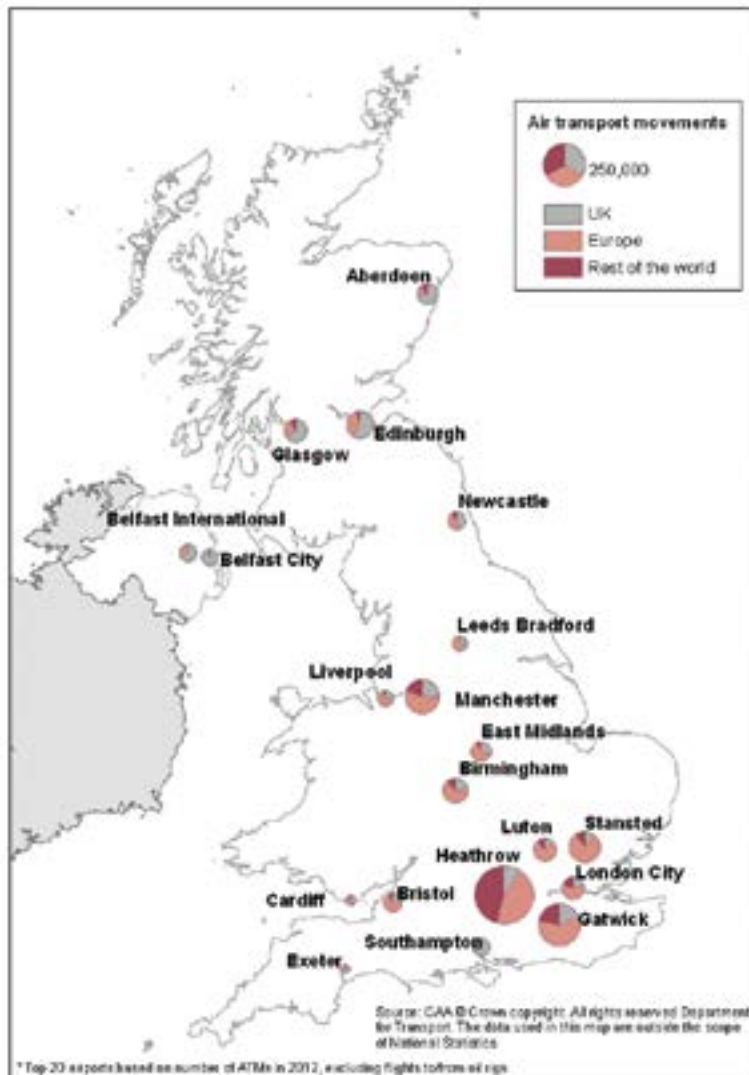 Air transport movements
250,000
UK
Europe
Rest of the world
Aberdeen
Edinburgh
Glasgow
Newcastle
Belfast International
Belfast City
Leeds Bradford
Liverpool
Manchester
East Midlands
Birmingham
Luton
Stansted
Heathrow
London City
Cardiff
Bristol
Gatwick
Southampton
Exeter
Source: CAA © Crown copyright. All rights reserved Department
for Transport. The data used in this map are outside the scope
of National Statistics
* Top 20 airports based on number of ATMs in 2012, excluding flights to/from oil rigs